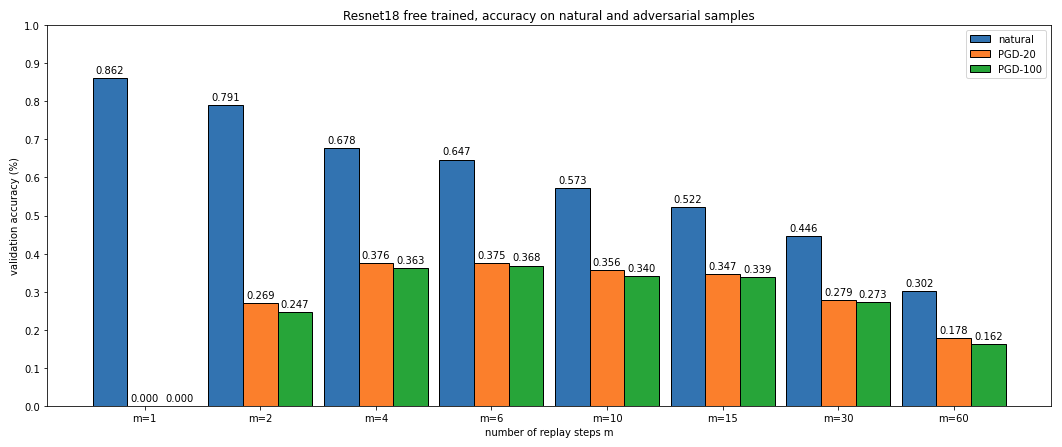 Resnet18 free trained, accuracy on natural and adversarial samples
natural
PGD-20
PGD-100
validation accuracy (%)
1.0
0.9
0.8
0.7
0.6
0.5
0.4
0.3
0.2
0.1
0.0
0.862
0.000
0.000
0.791
0.269
0.247
0.678
0.376
0.363
0.647
0.375
0.368
0.573
0.356
0.340
0.522
0.347
0.339
0.446
0.279
0.273
0.302
0.178
0.162
m=1
m=2
m=4
m=6
m=10
m=15
m=30
m=60
number of replay steps m